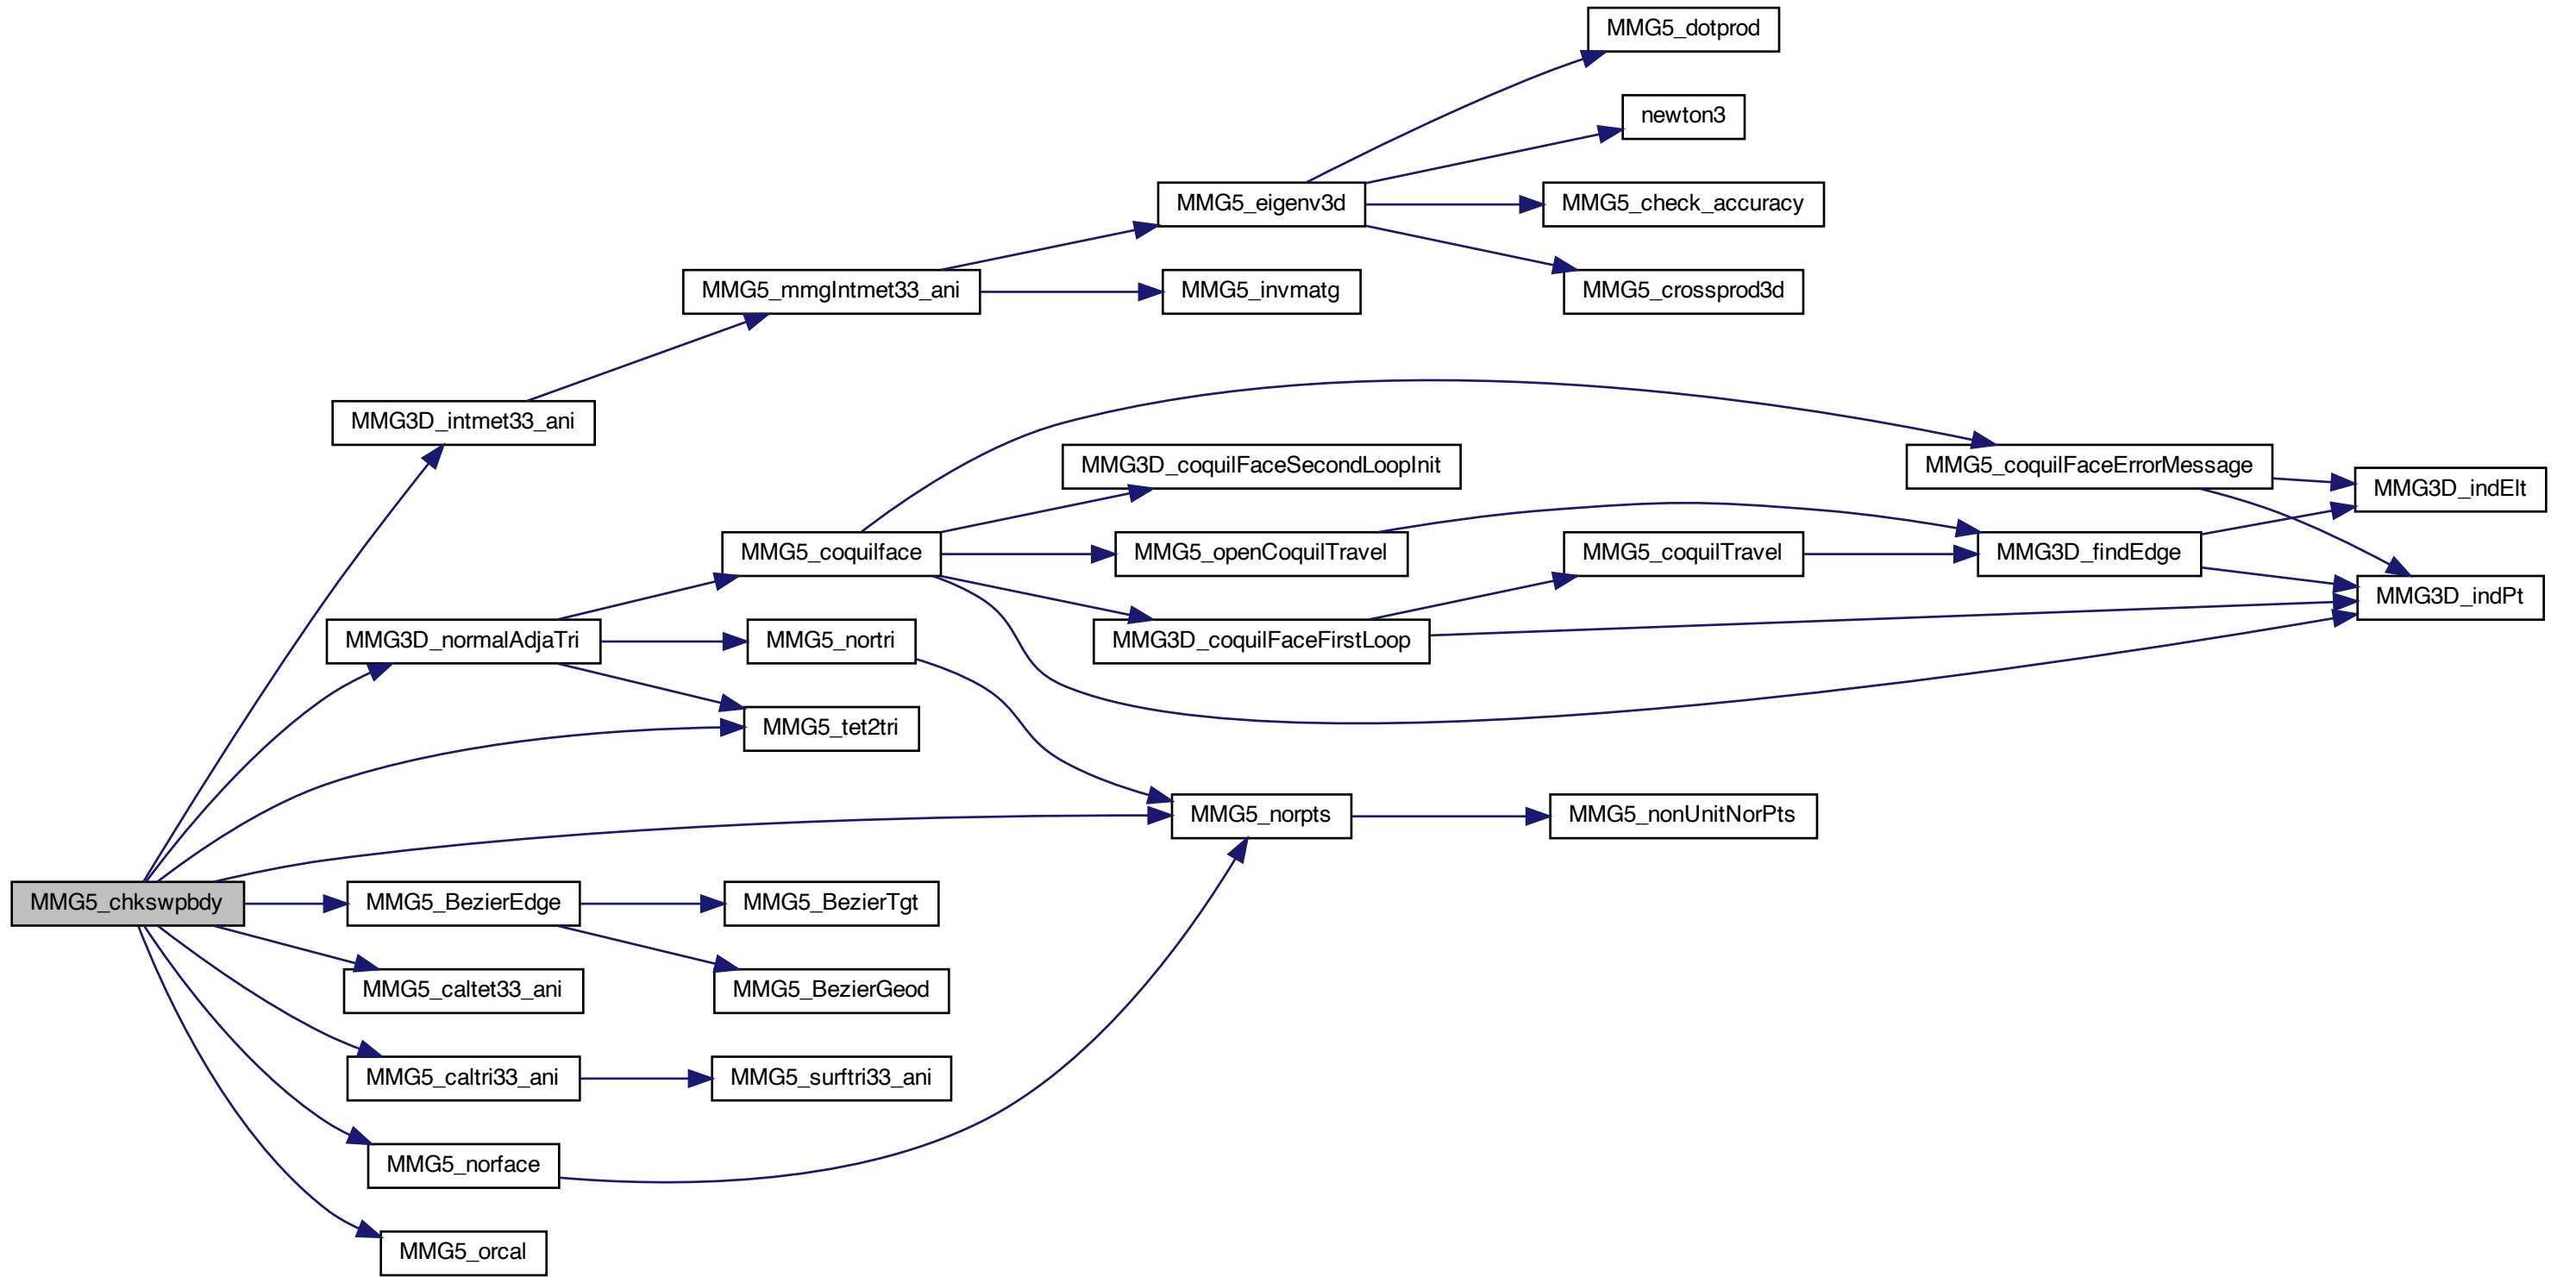 MMG5_dotprod
newton3
MMG5_eigenv3d
MMG5_check_accuracy
MMG5_mmgIntmet33_ani
MMG5_invmatg
MMG5_crossprod3d
MMG3D_intmet33_ani
MMG3D_coquilFaceSecondLoopInit
MMG5_coquilFaceErrorMessage
MMG3D_indElt
MMG5_coquilface
MMG5_openCoquilTravel
MMG5_coquilTravel
MMG3D_findEdge
MMG3D_indPt
MMG3D_normalAdjaTri
MMG5_nortri
MMG3D_coquilFaceFirstLoop
MMG5_tet2tri
MMG5_norpts
MMG5_nonUnitNorPts
MMG5_chkswpbdy
MMG5_BezierEdge
MMG5_BezierTgt
MMG5_caltet33_ani
MMG5_BezierGeod
MMG5_caltri33_ani
MMG5_surftri33_ani
MMG5_norface
MMG5_orcal